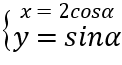 x = 2cosα
y = sinα